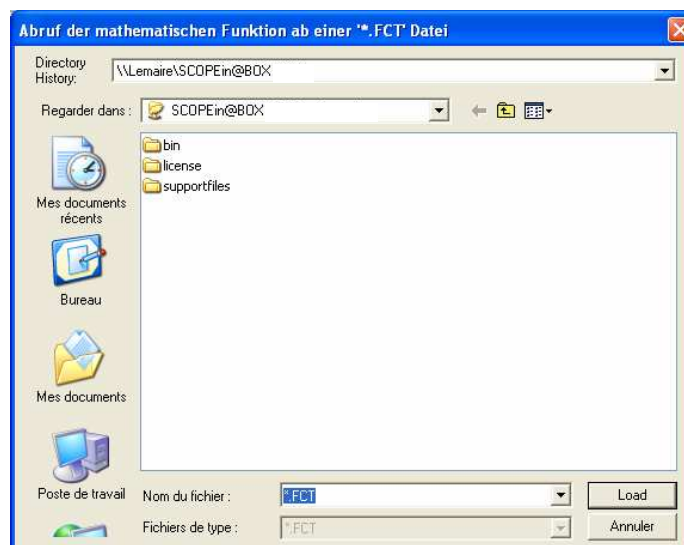 Abruf der mathematischen Funktion ab einer '*.FCT' Datei
Directory
History:
\\Lemaire\SCOPEin@BOX
Regarder dans :
SCOPEin@BOX
bin
license
supportfiles
Mes documents
récents
Bureau
Mes documents
Poste de travail
Nom du fichier :
*.FCT
Load
Fichiers de type :
*.FCT
Annuler